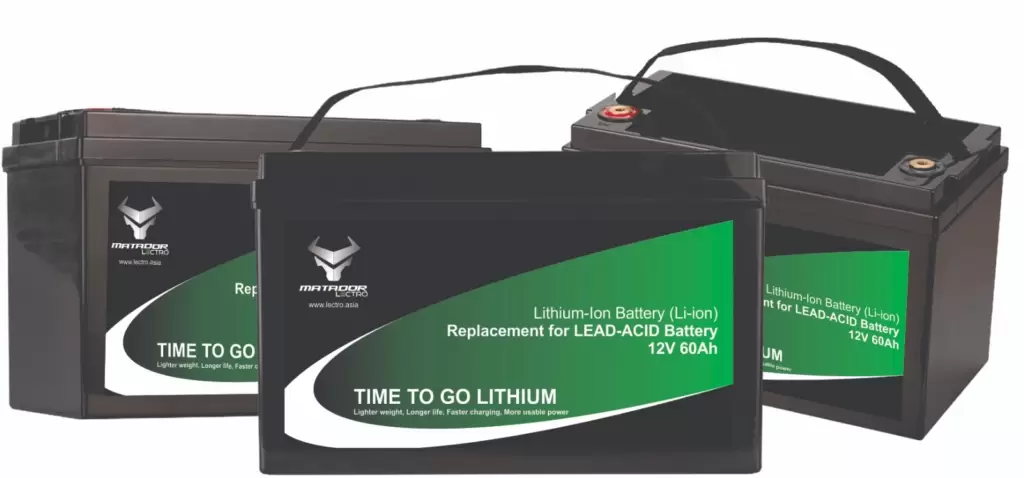 MATADOR
LECTRO
www.lectro.asia
Rep
TIME TO GO
Lighter weight, Longer life, Faster c
MATADOR
LECTRO
www.lectro.asia
Lithium-Ion Battery (Li-ion)
Replacement for LEAD-ACID Battery
12V 60Ah
TIME TO GO LITHIUM
Lighter weight, Longer life, Faster charging, More usable power
Lithium-Ion Battery (Li-ion)
for LEAD-ACID Battery
12V 60Ah
IUM
power